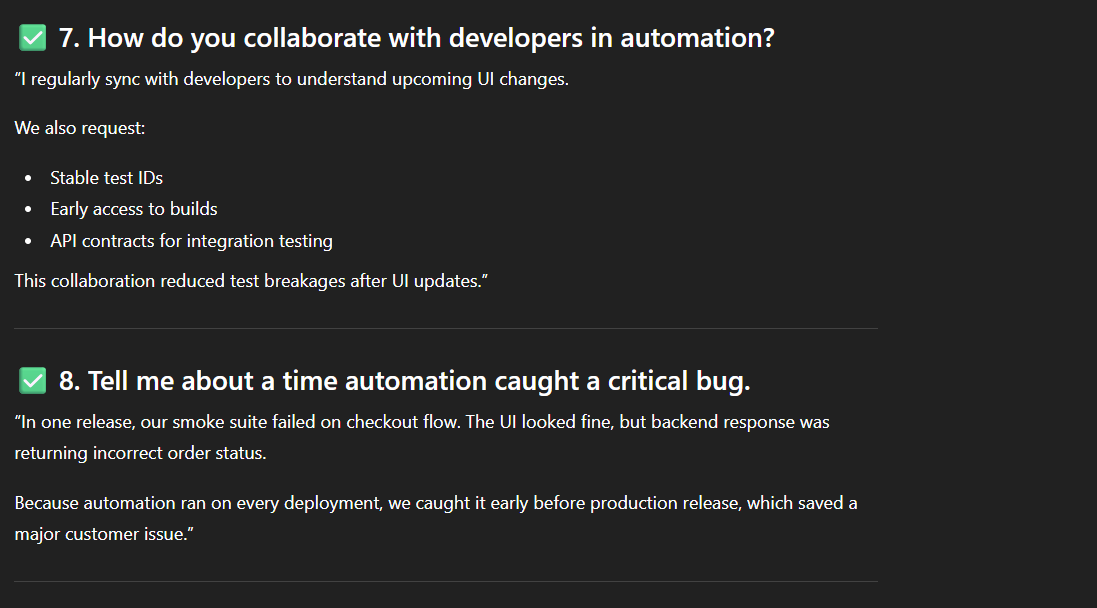 ✅ 7. How do you collaborate with developers in automation?
“I regularly sync with developers to understand upcoming UI changes.
We also request:
• Stable test IDs
• Early access to builds
• API contracts for integration testing
This collaboration reduced test breakages after UI updates.”
✅ 8. Tell me about a time automation caught a critical bug.
“In one release, our smoke suite failed on checkout flow. The UI looked fine, but backend response was
returning incorrect order status.
Because automation ran on every deployment, we caught it early before production release, which saved a
major customer issue.”